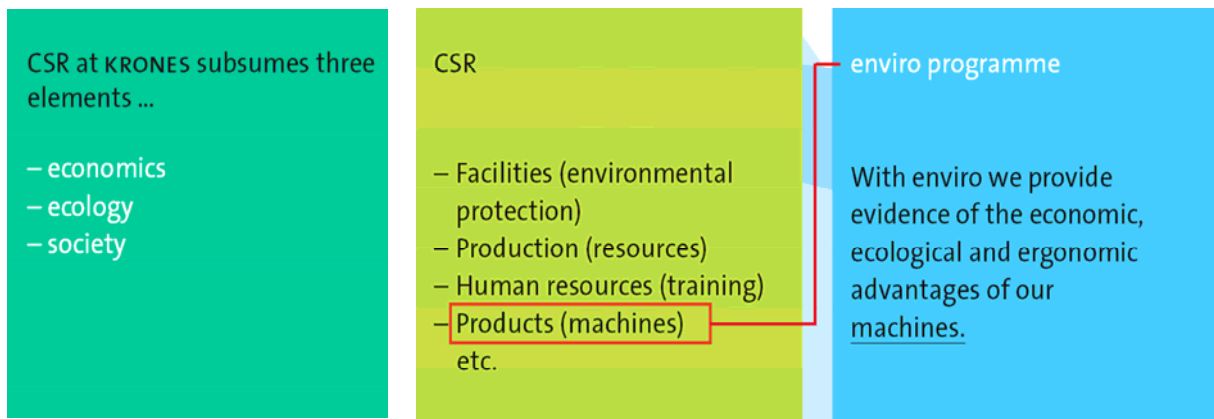 CSR at KRONES subsumes three
elements ...
– economics
– ecology
– society
CSR
– Facilities (environmental
protection)
– Production (resources)
– Human resources (training)
– Products (machines)
etc.
enviro programme
With enviro we provide
evidence of the economic,
ecological and ergonomic
advantages of our
machines.